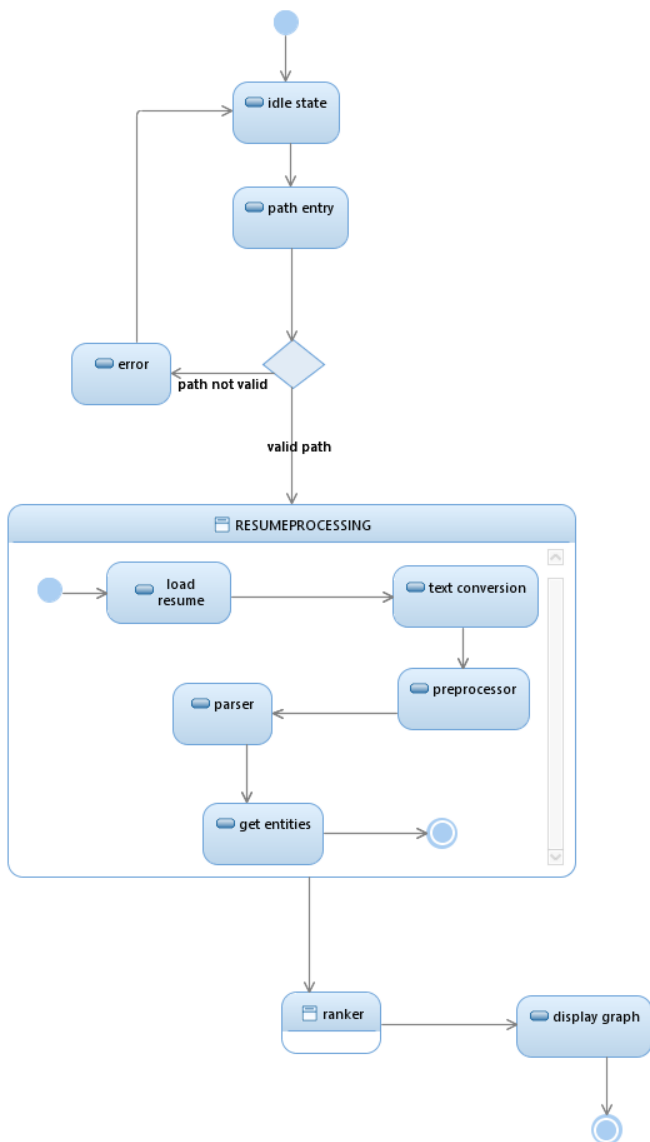 idle state
path entry
error
path not valid
valid path
RESUMEPROCESSING
load
resume
text conversion
preprocessor
parser
get entities
ranker
display graph